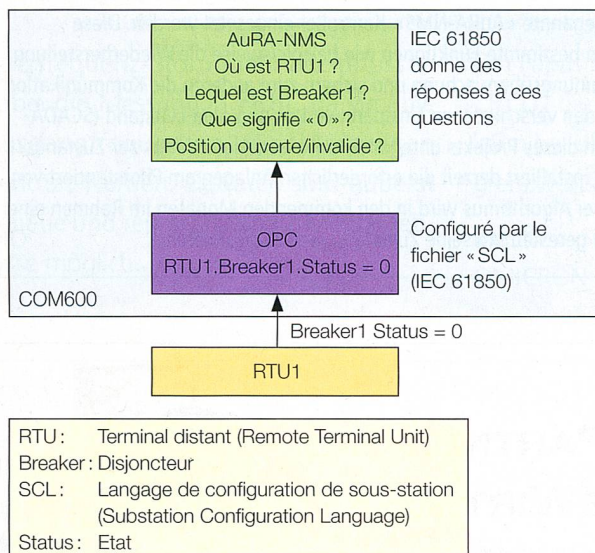 AuRA-NMS
Où est RTU1 ?
Lequel est Breaker1 ?
Que signifie « 0 » ?
Position ouverte/invalide ?
IEC 61850
donne des
réponses à ces
questions
OPC
RTU1.Breaker1.Status = 0
Configuré par le
fichier « SCL »
(IEC 61850)
COM600
Breaker1 Status = 0
RTU1
RTU : Terminal distant (Remote Terminal Unit)
Breaker : Disjoncteur
SCL : Langage de configuration de sous-station
(Substation Configuration Language)
Status : Etat